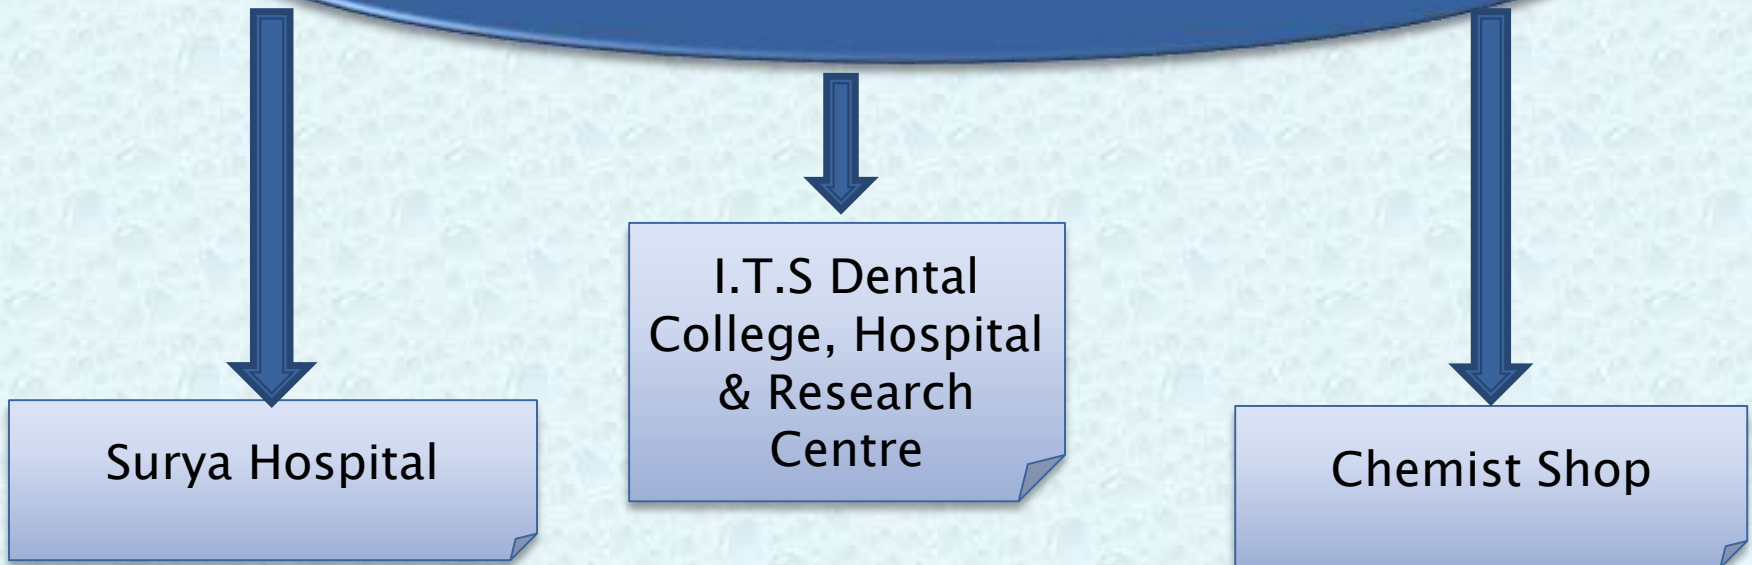 Surya Hospital
I.T.S Dental
College, Hospital
& Research
Centre
Chemist Shop